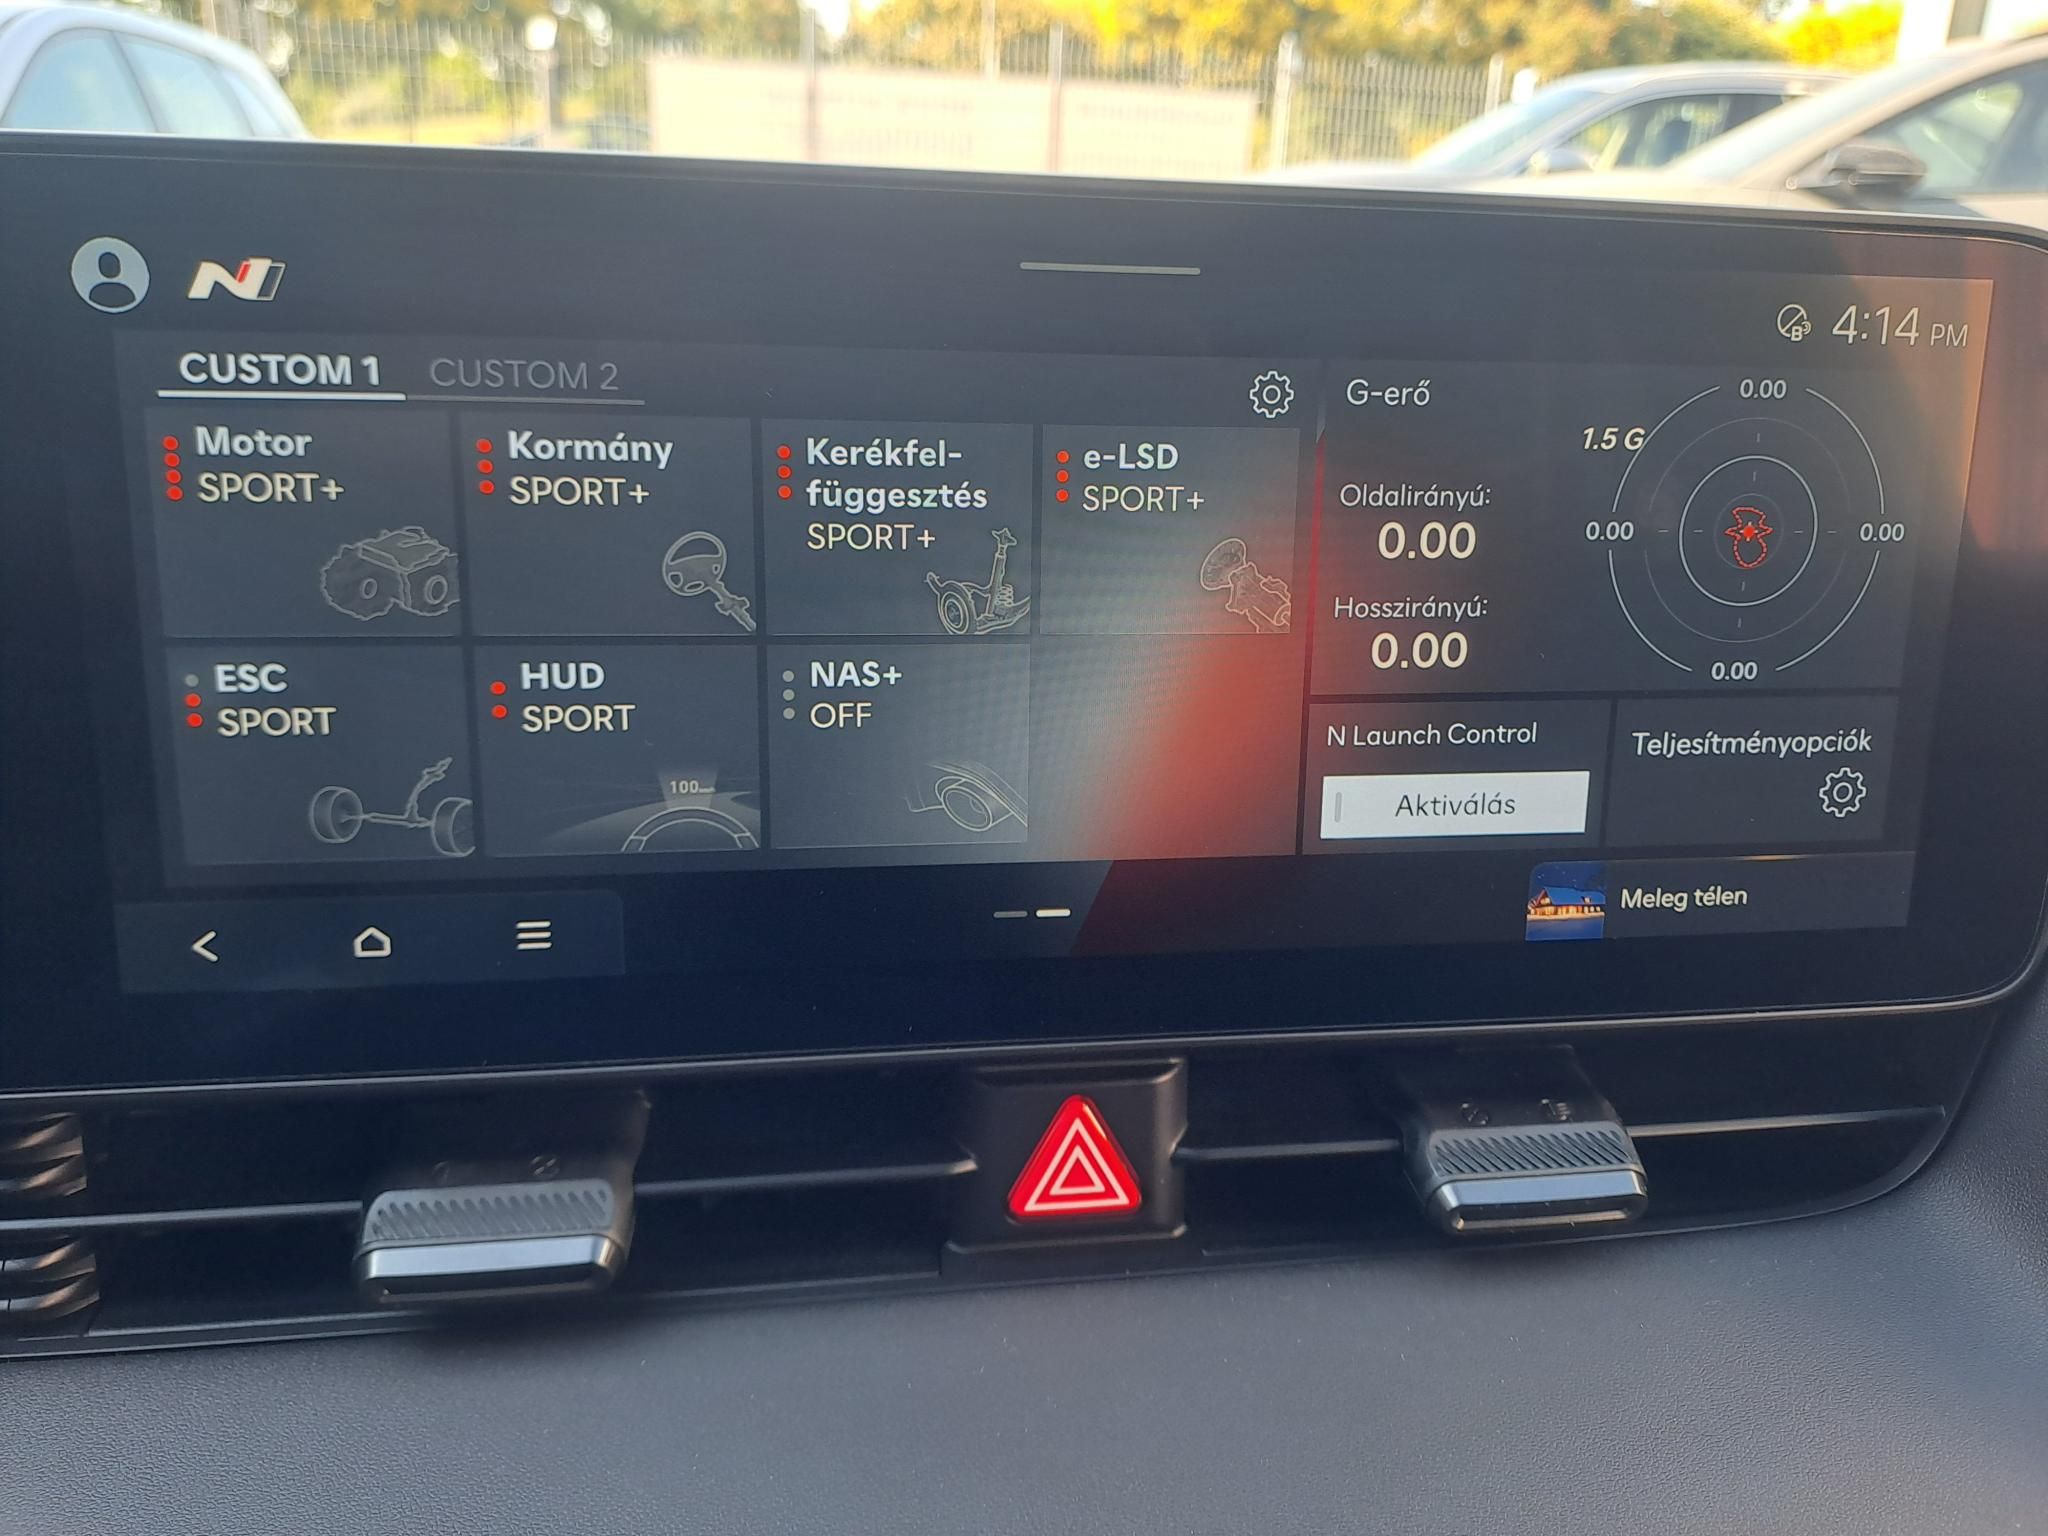 N
4:14 PM
CUSTOM 1
CUSTOM 2
Motor
SPORT+
Kormány
SPORT+
Kerékfel-
függesztés
SPORT+
e-LSD
SPORT+
ESC
SPORT
HUD
SPORT
100
NAS+
OFF
G-erő
1.5 G
0.00
0.00
0.00
0.00
Oldalirányú:
0.00
Hosszirányú:
0.00
N Launch Control
Aktiválás
Teljesítményopciók
Meleg télen